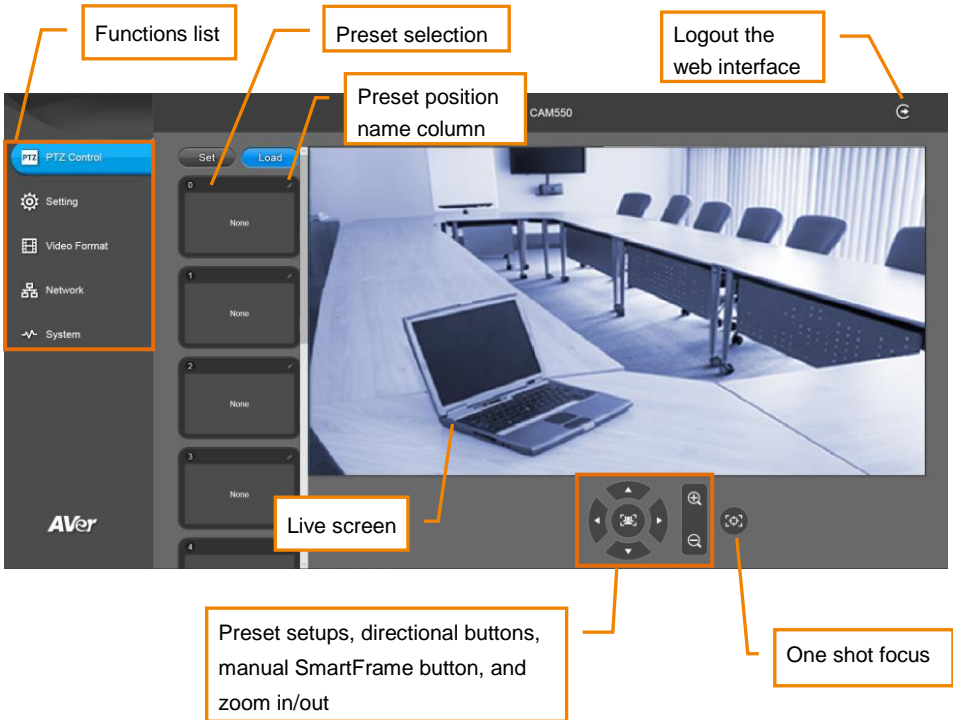 Functions list
Preset selection
Logout the
web interface
Preset position
name column
CAM550
PTZ PTZ Control
Set
Load
Setting
Video Format
Network
System
0
None
1
None
2
None
3
None
4
AVer
Live screen
Preset setups, directional buttons,
manual SmartFrame button, and
zoom in/out
One shot focus